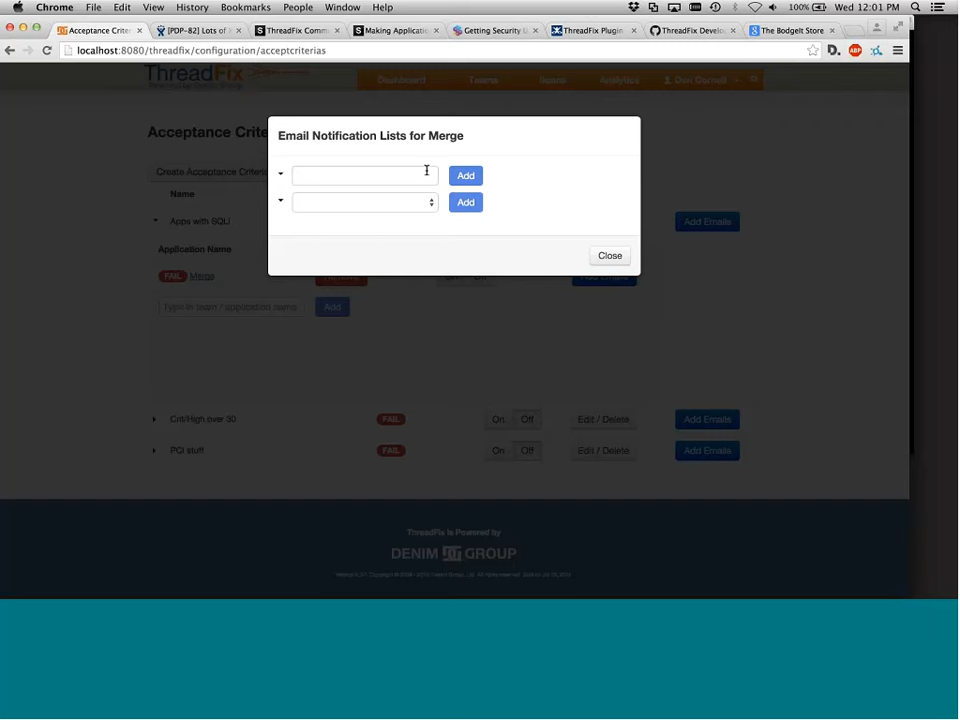 Chrome File Edit View History Bookmarks People Window Help 100% Wed 12:01 PM
Acceptance Criter [PDP-82] Lots of ThreadFix Comm Making Applicatio Getting Security U ThreadFix Plugin ThreadFix Develo The BodgeIt Store
localhost:8080/threadfix/configuration/acceptcriterias
ThreadFix
Dashboard Teams Scans Analytics Dan Cornell
Email Notification Lists for Merge
Acceptance Crite
Create Acceptance Criteria
Add
Name
Add
Apps with SQLi Add Emails
Application Name
Close
FAIL Merge
Type in team / application name Add
Crit/High over 30 FAIL On Off Edit / Delete Add Emails
PCI stuff FAIL On Off Edit / Delete Add Emails
ThreadFix is Powered by
DENIM GROUP